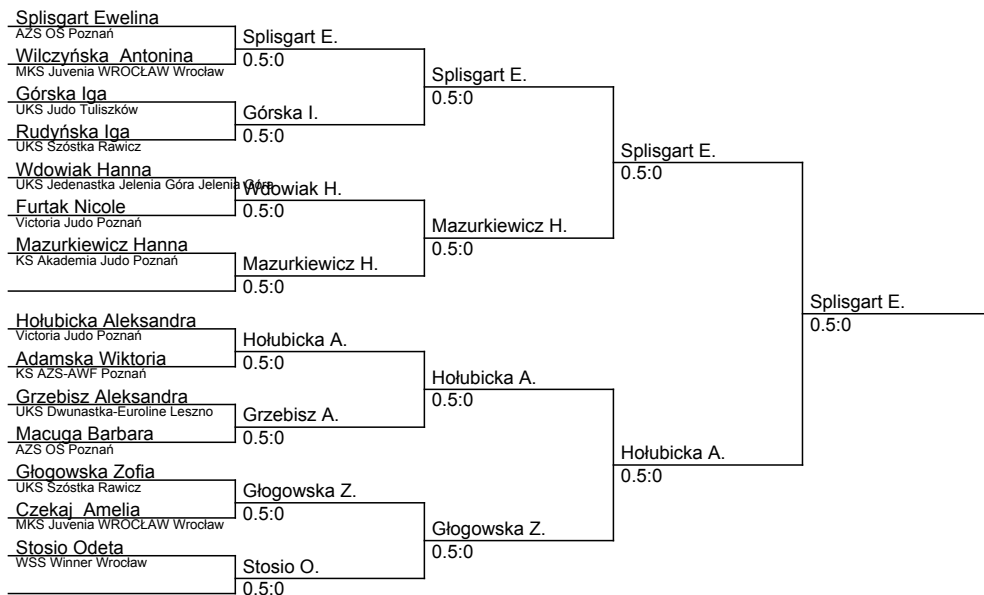 Splisgart Ewelina
AZS OŚ Poznań
Wilczyńska  Antonina
MKS Juvenia WROCŁAW Wrocław
Górska Iga
UKS Judo Tuliszków
Rudyńska Iga
UKS Szóstka Rawicz
Wdowiak Hanna
UKS Jedenastka Jelenia Góra Jelenia Góra
Furtak Nicole
Victoria Judo Poznań
Mazurkiewicz Hanna
KS Akademia Judo Poznań
Hołubicka Aleksandra
Victoria Judo Poznań
Adamska Wiktoria
KS AZS-AWF Poznań
Grzebisz Aleksandra
UKS Dwunastka-Euroline Leszno
Macuga Barbara
AZS OŚ Poznań
Głogowska Zofia
UKS Szóstka Rawicz
Czekaj  Amelia
MKS Juvenia WROCŁAW Wrocław
Stosio Odeta
WSS Winner Wrocław
Splisgart E.
0.5:0
Górska I.
0.5:0
Wdowiak H.
0.5:0
Mazurkiewicz H.
0.5:0
Hołubicka A.
0.5:0
Grzebisz A.
0.5:0
Głogowska Z.
0.5:0
Stosio O.
0.5:0
Splisgart E.
0.5:0
Mazurkiewicz H.
0.5:0
Hołubicka A.
0.5:0
Głogowska Z.
0.5:0
Splisgart E.
0.5:0
Hołubicka A.
0.5:0
Splisgart E.
0.5:0